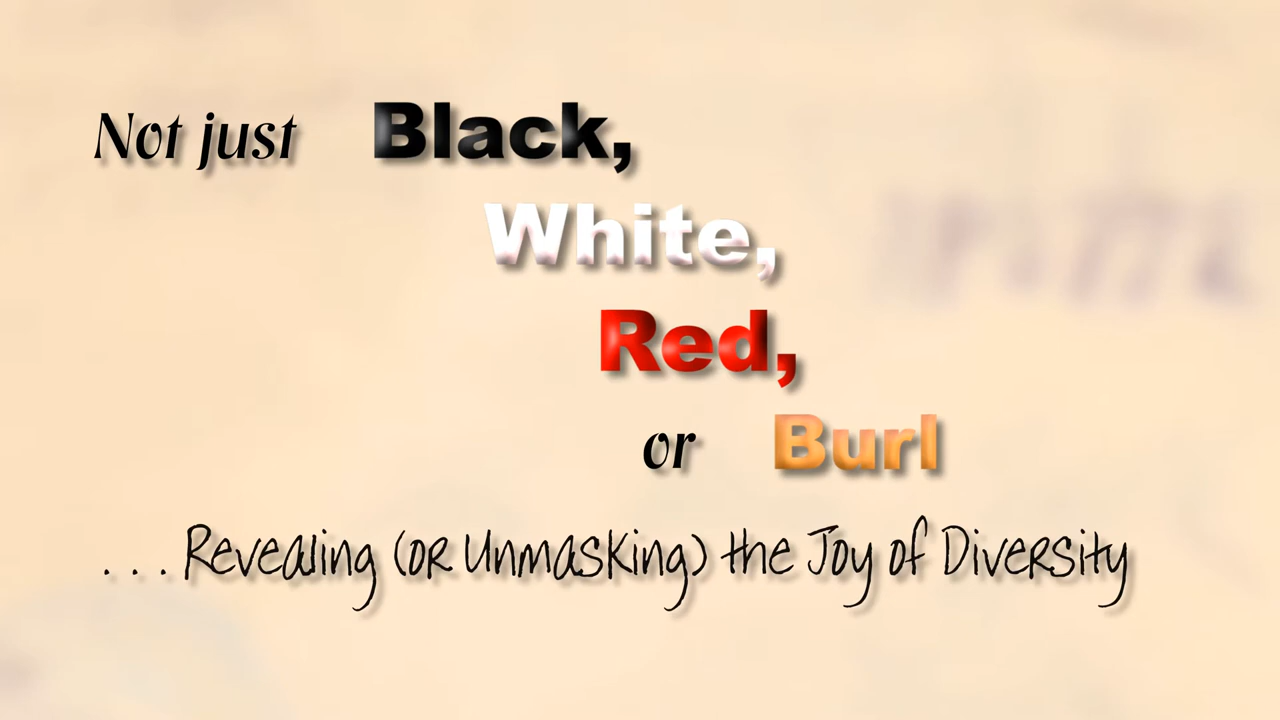 Not just Black,
White,
Red,
or Burl
. . . Revealing (or Unmasking) the Joy of Diversity